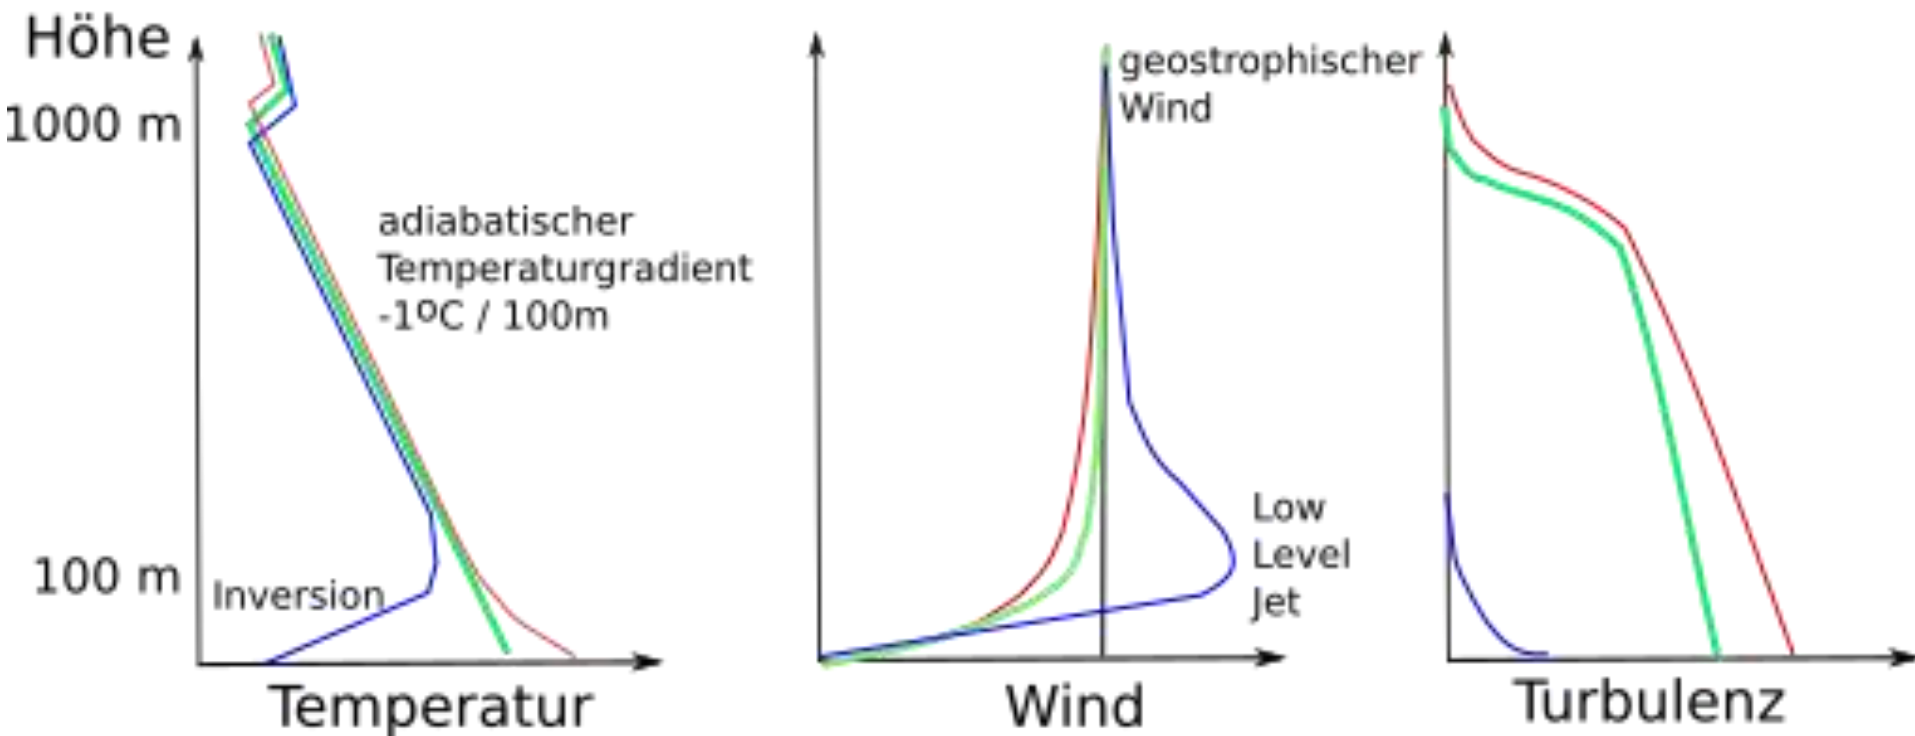 Höhe
1000 m
100 m
adiabatischer
Temperaturgradient
-1ºC / 100m
Inversion
Temperatur
geostrophischer
Wind
Low
Level
Jet
Wind
Turbulenz